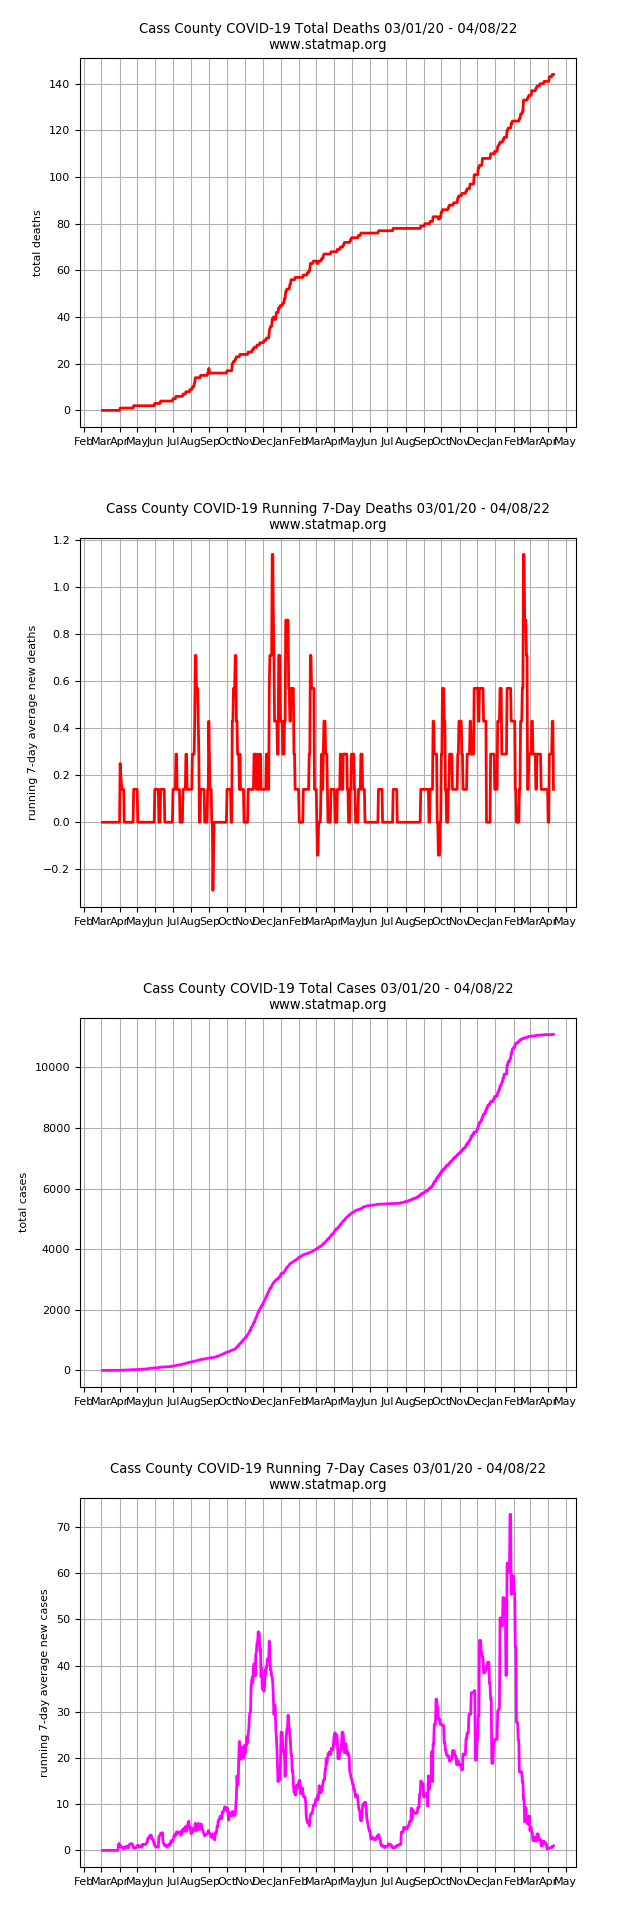 Cass County COVID-19 Total Deaths 03/01/20 - 04/08/22
www.statmap.org
140
120
100
80
60
40
20
0
total deaths
Feb Mar Apr May Jun Jul Aug Sep Oct Nov Dec Jan Feb Mar Apr May Jun Jul Aug Sep Oct Nov Dec Jan Feb Mar Apr May
Cass County COVID-19 Running 7-Day Deaths 03/01/20 - 04/08/22
www.statmap.org
1.2
1.0
0.8
0.6
0.4
0.2
0.0
−0.2
running 7-day average new deaths
Feb Mar Apr May Jun Jul Aug Sep Oct Nov Dec Jan Feb Mar Apr May Jun Jul Aug Sep Oct Nov Dec Jan Feb Mar Apr May
Cass County COVID-19 Total Cases 03/01/20 - 04/08/22
www.statmap.org
10000
8000
6000
4000
2000
0
total cases
Feb Mar Apr May Jun Jul Aug Sep Oct Nov Dec Jan Feb Mar Apr May Jun Jul Aug Sep Oct Nov Dec Jan Feb Mar Apr May
Cass County COVID-19 Running 7-Day Cases 03/01/20 - 04/08/22
www.statmap.org
70
60
50
40
30
20
10
0
running 7-day average new cases
Feb Mar Apr May Jun Jul Aug Sep Oct Nov Dec Jan Feb Mar Apr May Jun Jul Aug Sep Oct Nov Dec Jan Feb Mar Apr May